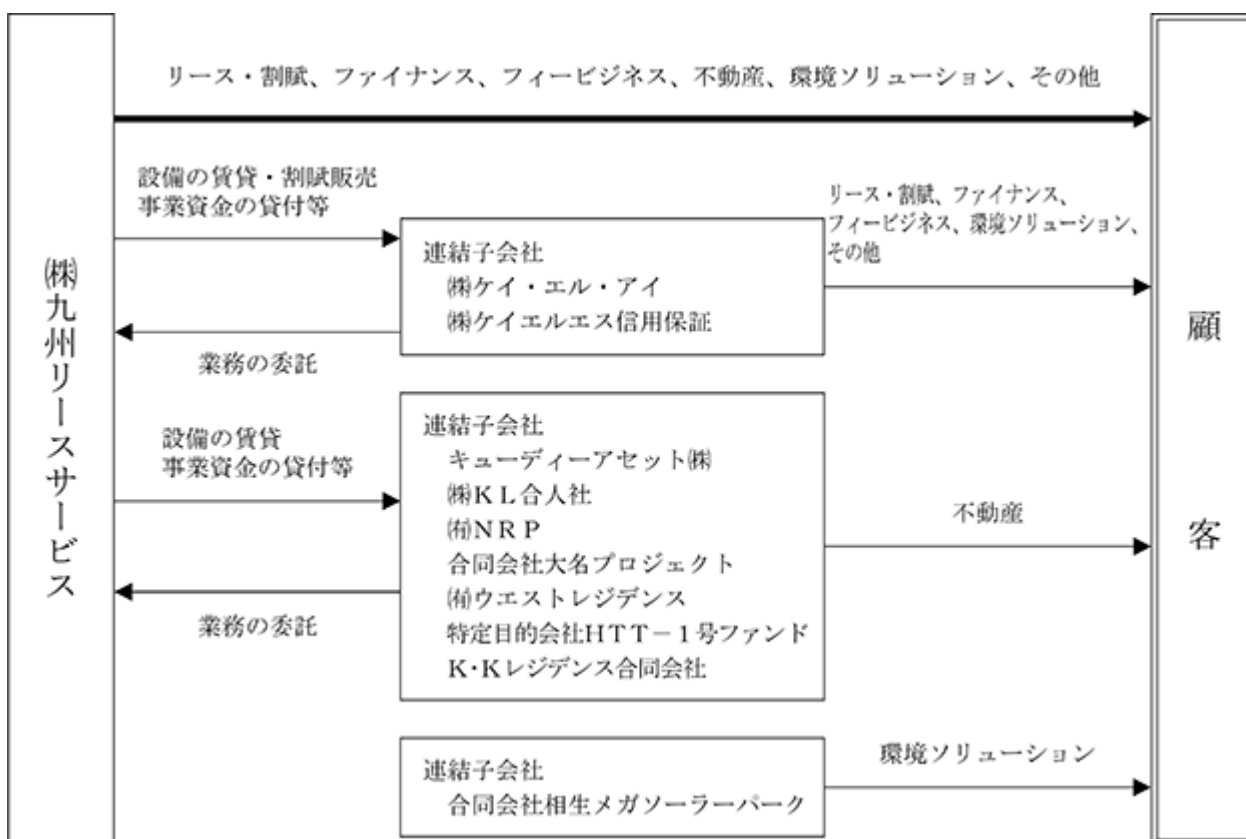 リース・割賦、ファイナンス、フィービジネス、不動産、環境ソリューション、その他
㈱九州リースサービス
設備の賃貸・割賦販売
事業資金の貸付等
業務の委託
連結子会社
㈱ケイ・エル・アイ
㈱ケイエルエス信用保証
リース・割賦、ファイナンス、
フィービジネス、環境ソリューション、
その他
顧客
設備の賃貸
事業資金の貸付等
業務の委託
連結子会社
キューディーアセット㈱
㈱ＫＬ合人社
㈲ＮＲＰ
合同会社大名プロジェクト
㈲ウエストレジデンス
特定目的会社ＨＴＴ－１号ファンド
Ｋ・Ｋレジデンス合同会社
不動産
連結子会社
合同会社相生メガソーラーパーク
環境ソリューション